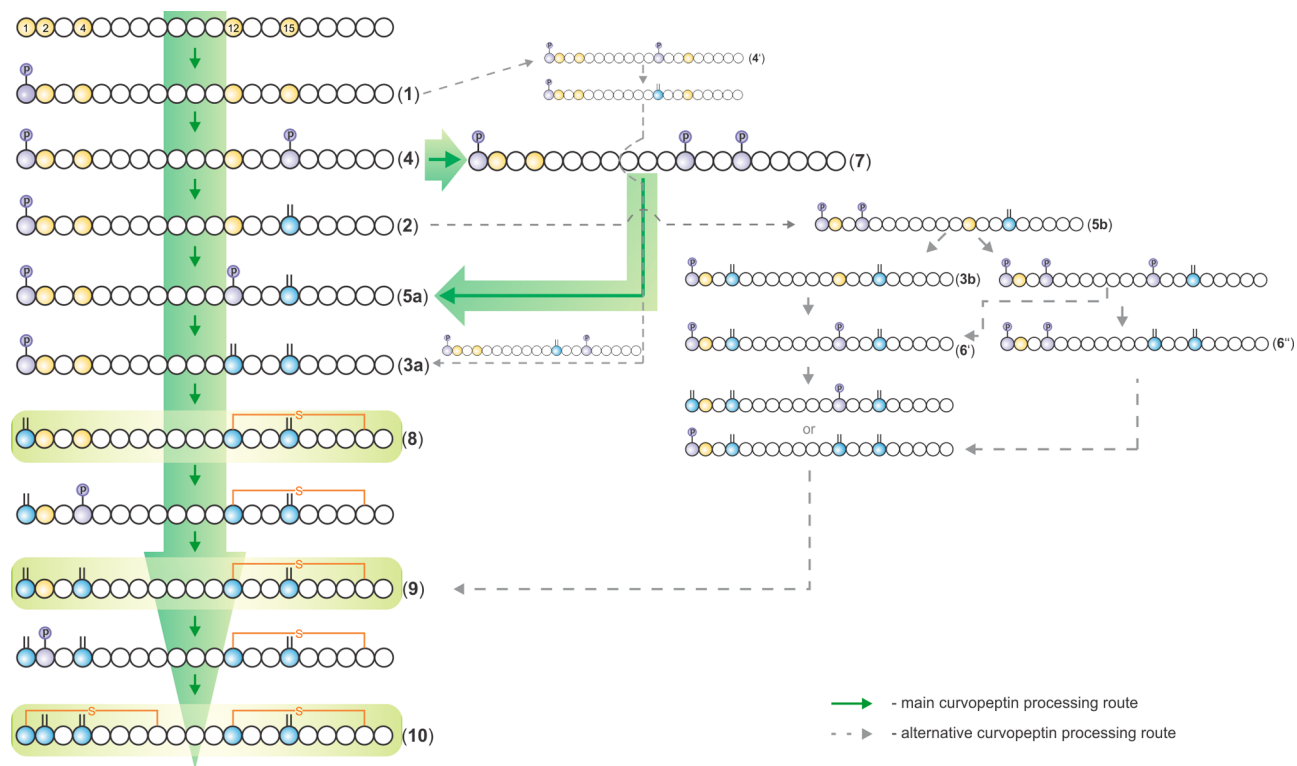 1 2 4 12 15
P P
(4')
P
(1)
P
P P
(4)
P P P
(7)
P
(2)
P P
(5b)
P P
(5a)
P
(3b)
P P P
P
(3a)
P P
P P
(6')
P P
(6")
S
(8)
P
or
P
P
S
S
(9)
P
S
S S
(10)
- main curvopeptin processing route
- alternative curvopeptin processing route